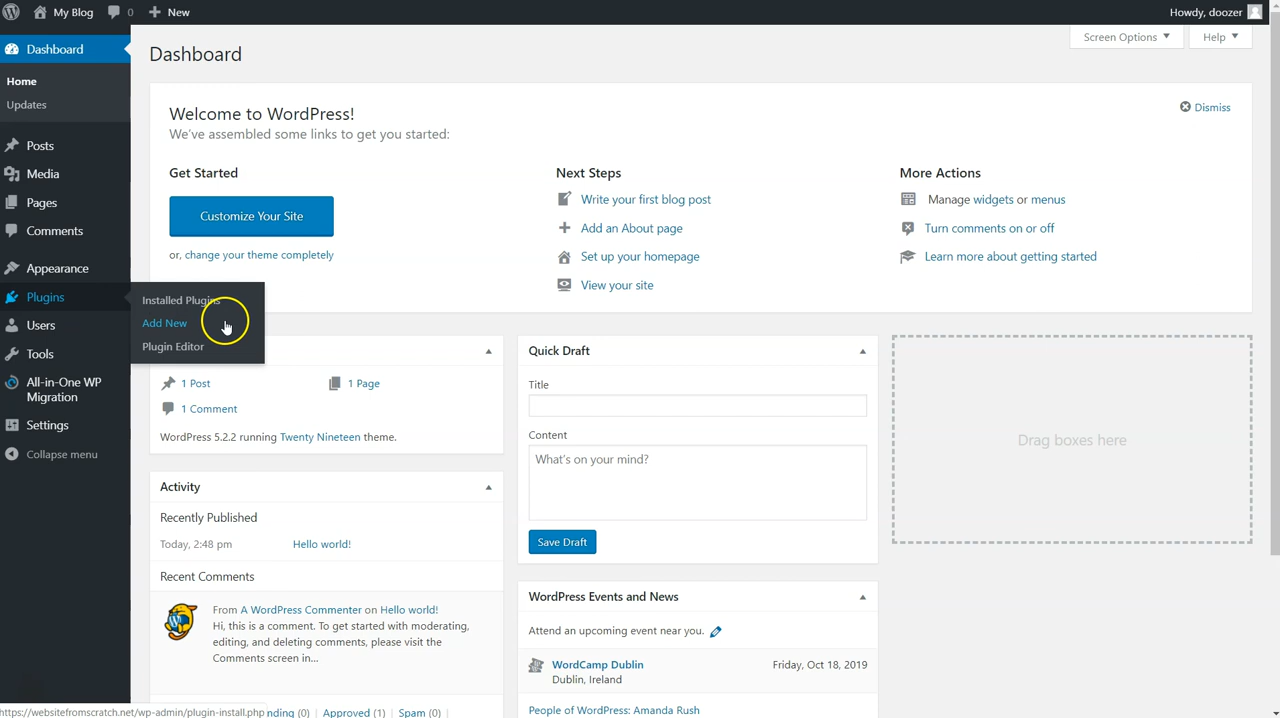 My Blog 0 New Howdy, doozer
Screen Options Help
Dashboard
Home
Updates
Posts
Media
Pages
Comments
Appearance
Plugins
Installed Plugins
Add New
Plugin Editor
Users
Tools
All-in-One WP
Migration
Settings
Collapse menu
Dashboard
Welcome to WordPress!
We've assembled some links to get you started:
Dismiss
Get Started
Customize Your Site
or, change your theme completely
Next Steps
Write your first blog post
Add an About page
Set up your homepage
View your site
More Actions
Manage widgets or menus
Turn comments on or off
Learn more about getting started
1 Post 1 Page
1 Comment
WordPress 5.2.2 running Twenty Nineteen theme.
Activity
Recently Published
Today, 2:48 pm Hello world!
Recent Comments
From A WordPress Commenter on Hello world!
Hi, this is a comment. To get started with moderating,
editing, and deleting comments, please visit the
Comments screen in...
nding (0) | Approved (1) | Spam (0) |
Quick Draft
Title
Content
What's on your mind?
Save Draft
WordPress Events and News
Attend an upcoming event near you.
WordCamp Dublin Friday, Oct 18, 2019
Dublin, Ireland
People of WordPress: Amanda Rush
Drag boxes here
https://websitefromscratch.net/wp-admin/plugin-install.php